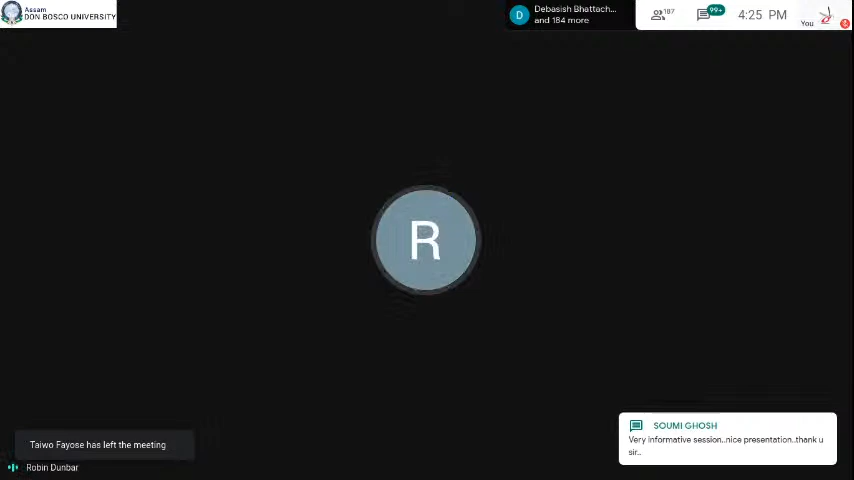 Assam
DON BOSCO UNIVERSITY
D
Debasish Bhattach...
and 184 more
187
99+
4:25 PM
You
R
Taiwo Fayose has left the meeting
Robin Dunbar
SOUMI GHOSH
Very informative session..nice presentation..thank u
sir..